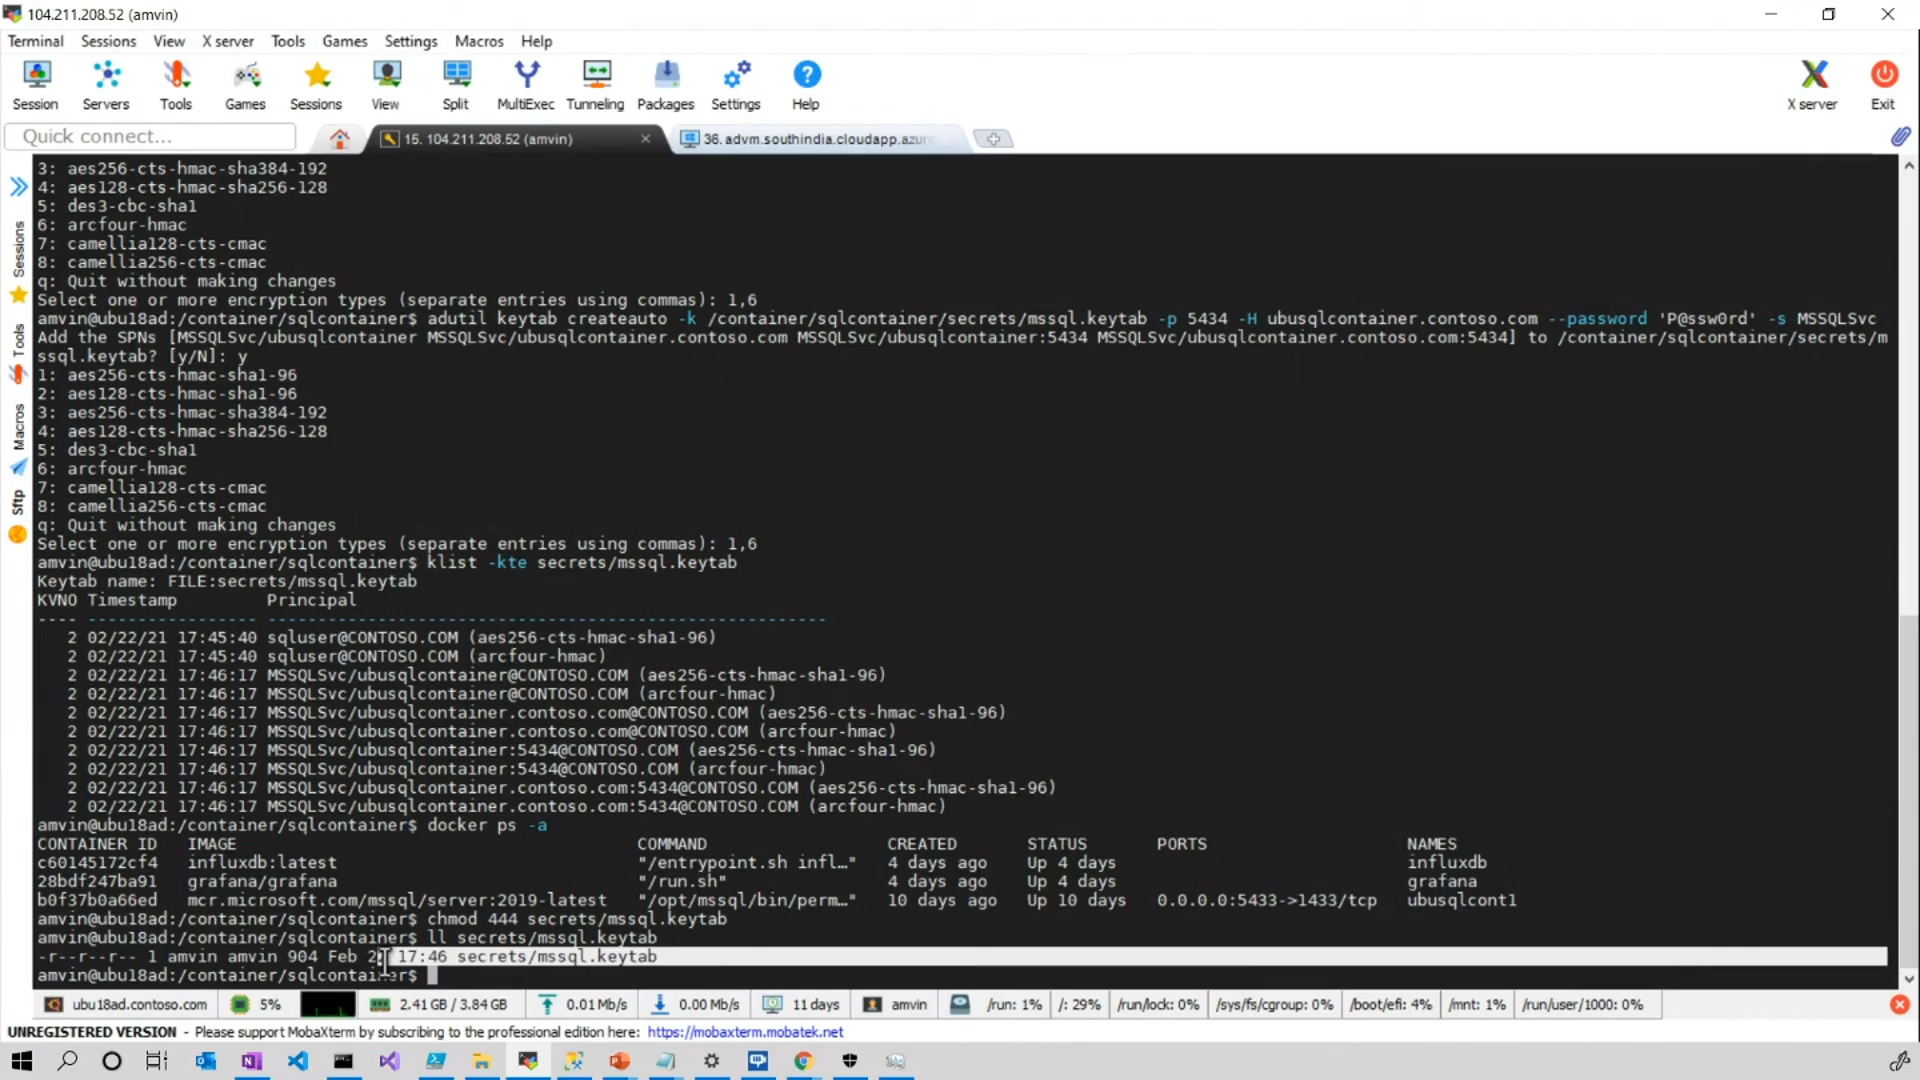 104.211.208.52 (amvin)
Terminal Sessions View X server Tools Games Settings Macros Help
Session Servers Tools Games Sessions View Split MultiExec Tunneling Packages Settings Help X server Exit
Quick connect... 15. 104.211.208.52 (amvin) 36. advm.southindia.cloudapp.azure
3: aes256-cts-hmac-sha384-192
4: aes128-cts-hmac-sha256-128
5: des3-cbc-sha1
6: arcfour-hmac
7: camellia128-cts-cmac
8: camellia256-cts-cmac
q: Quit without making changes
Select one or more encryption types (separate entries using commas): 1,6
amvin@ubu18ad:/container/sqlcontainer$ adutil keytab createauto -k /container/sqlcontainer/secrets/mssql.keytab -p 5434 -H ubusqlcontainer.contoso.com --password 'P@ssw0rd' -s MSSQLSvc
Add the SPNs [MSSQLSvc/ubusqlcontainer MSSQLSvc/ubusqlcontainer.contoso.com MSSQLSvc/ubusqlcontainer:5434 MSSQLSvc/ubusqlcontainer.contoso.com:5434] to /container/sqlcontainer/secrets/m
ssql.keytab? [y/N]: y
1: aes256-cts-hmac-sha1-96
2: aes128-cts-hmac-sha1-96
3: aes256-cts-hmac-sha384-192
4: aes128-cts-hmac-sha256-128
5: des3-cbc-sha1
6: arcfour-hmac
7: camellia128-cts-cmac
8: camellia256-cts-cmac
q: Quit without making changes
Select one or more encryption types (separate entries using commas): 1,6
amvin@ubu18ad:/container/sqlcontainer$ klist -kte secrets/mssql.keytab
Keytab name: FILE:secrets/mssql.keytab
KVNO Timestamp Principal
---- ----------------- --------------------------------------------------------
2 02/22/21 17:45:40 sqluser@CONTOSO.COM (aes256-cts-hmac-sha1-96)
2 02/22/21 17:45:40 sqluser@CONTOSO.COM (arcfour-hmac)
2 02/22/21 17:46:17 MSSQLSvc/ubusqlcontainer@CONTOSO.COM (aes256-cts-hmac-sha1-96)
2 02/22/21 17:46:17 MSSQLSvc/ubusqlcontainer@CONTOSO.COM (arcfour-hmac)
2 02/22/21 17:46:17 MSSQLSvc/ubusqlcontainer.contoso.com@CONTOSO.COM (aes256-cts-hmac-sha1-96)
2 02/22/21 17:46:17 MSSQLSvc/ubusqlcontainer.contoso.com@CONTOSO.COM (arcfour-hmac)
2 02/22/21 17:46:17 MSSQLSvc/ubusqlcontainer:5434@CONTOSO.COM (aes256-cts-hmac-sha1-96)
2 02/22/21 17:46:17 MSSQLSvc/ubusqlcontainer:5434@CONTOSO.COM (arcfour-hmac)
2 02/22/21 17:46:17 MSSQLSvc/ubusqlcontainer.contoso.com:5434@CONTOSO.COM (aes256-cts-hmac-sha1-96)
2 02/22/21 17:46:17 MSSQLSvc/ubusqlcontainer.contoso.com:5434@CONTOSO.COM (arcfour-hmac)
amvin@ubu18ad:/container/sqlcontainer$ docker ps -a
CONTAINER ID IMAGE COMMAND CREATED STATUS PORTS NAMES
c60145172cf4 influxdb:latest "/entrypoint.sh infl…" 4 days ago Up 4 days influxdb
28bdf247ba91 grafana/grafana "/run.sh" 4 days ago Up 4 days grafana
b0f37b0a66ed mcr.microsoft.com/mssql/server:2019-latest "/opt/mssql/bin/perm…" 10 days ago Up 10 days 0.0.0.0:5433->1433/tcp ubusqlcont1
amvin@ubu18ad:/container/sqlcontainer$ chmod 444 secrets/mssql.keytab
amvin@ubu18ad:/container/sqlcontainer$ ll secrets/mssql.keytab
-r--r--r-- 1 amvin amvin 904 Feb 2 17:46 secrets/mssql.keytab
amvin@ubu18ad:/container/sqlcontainer$
Sessions
Tools
Macros
Sftp
ubu18ad.contoso.com 5% 2.41 GB / 3.84 GB 0.01 Mb/s 0.00 Mb/s 11 days amvin /run: 1% /: 29% /run/lock: 0% /sys/fs/cgroup: 0% /boot/efi: 4% /mnt: 1% /run/user/1000: 0%
UNREGISTERED VERSION - Please support MobaXterm by subscribing to the professional edition here: https://mobaxterm.mobatek.net